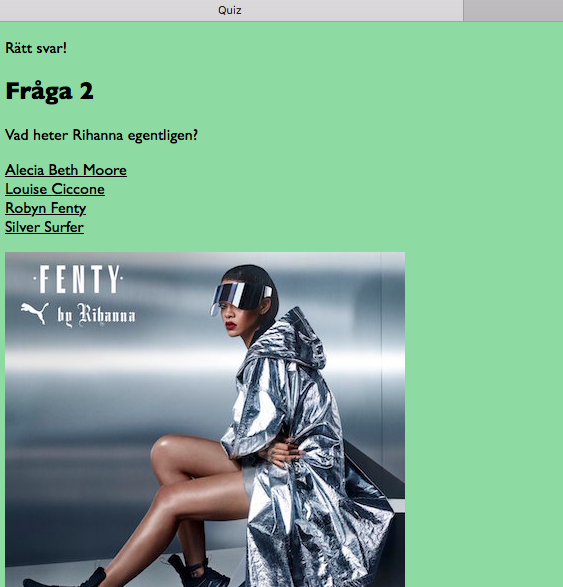 Quiz
Rätt svar!
Fråga 2
Vad heter Rihanna egentligen?
Alecia Beth Moore
Louise Ciccone
Robyn Fenty
Silver Surfer
·FENTY·
by Rihanna